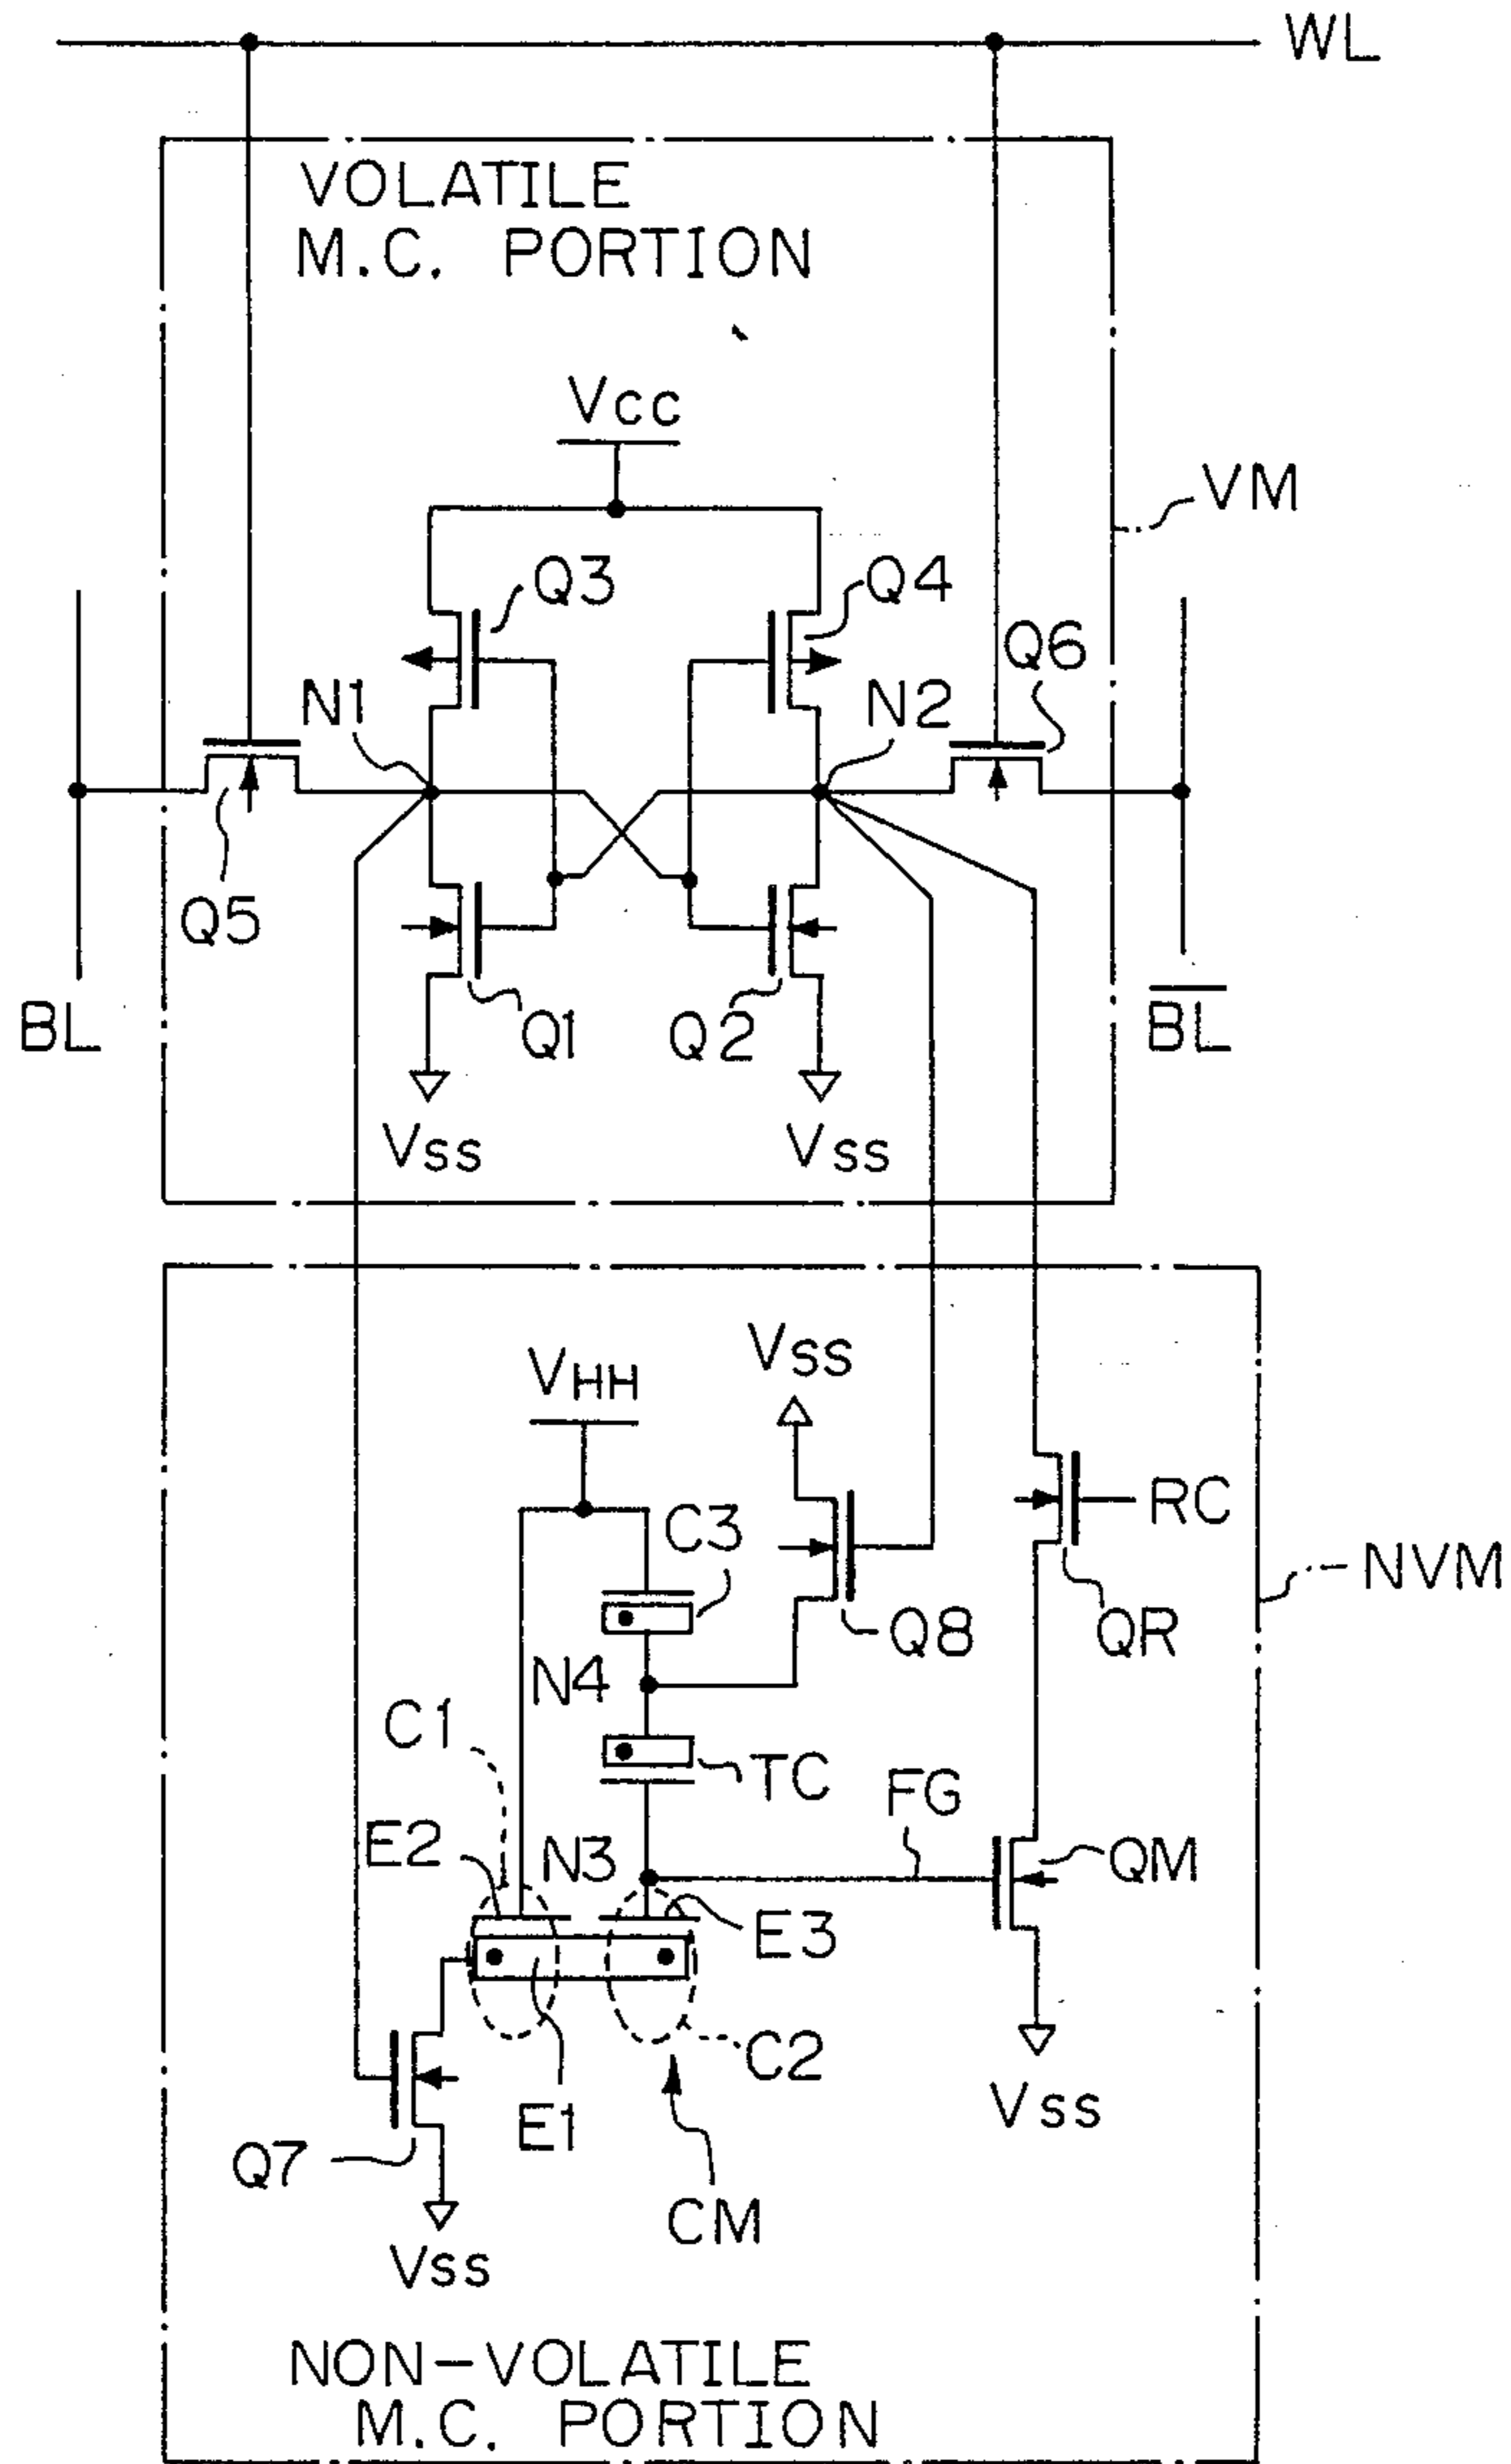 WL
VOLATILE
M.C. PORTION
Vcc
VM
Q3
Q4
Q6
N1
N2
Q5
Q1
Q2
BL
BL
Vss
Vss
Vss
VHH
C3
RC
NVM
Q8
QR
N4
C1
TC
FG
E2
N3
QM
E3
C2
Vss
E1
Q7
CM
Vss
NON-VOLATILE
M.C. PORTION